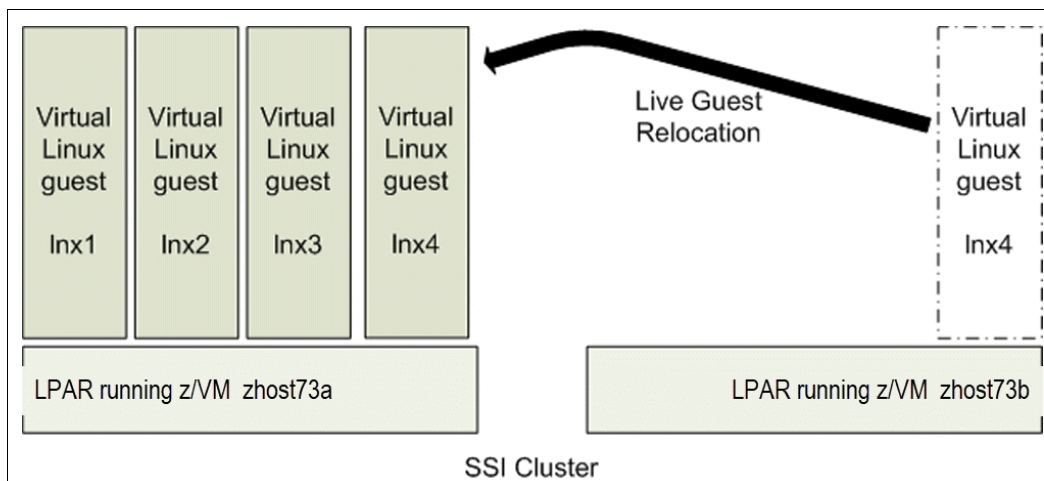 Virtual
Linux
guest
lnx1
Virtual
Linux
guest
lnx2
Virtual
Linux
guest
lnx3
Virtual
Linux
guest
lnx4
Live Guest
Relocation
Virtual
Linux
guest
lnx4
LPAR running z/VM zhost73a
LPAR running z/VM zhost73b
SSI Cluster